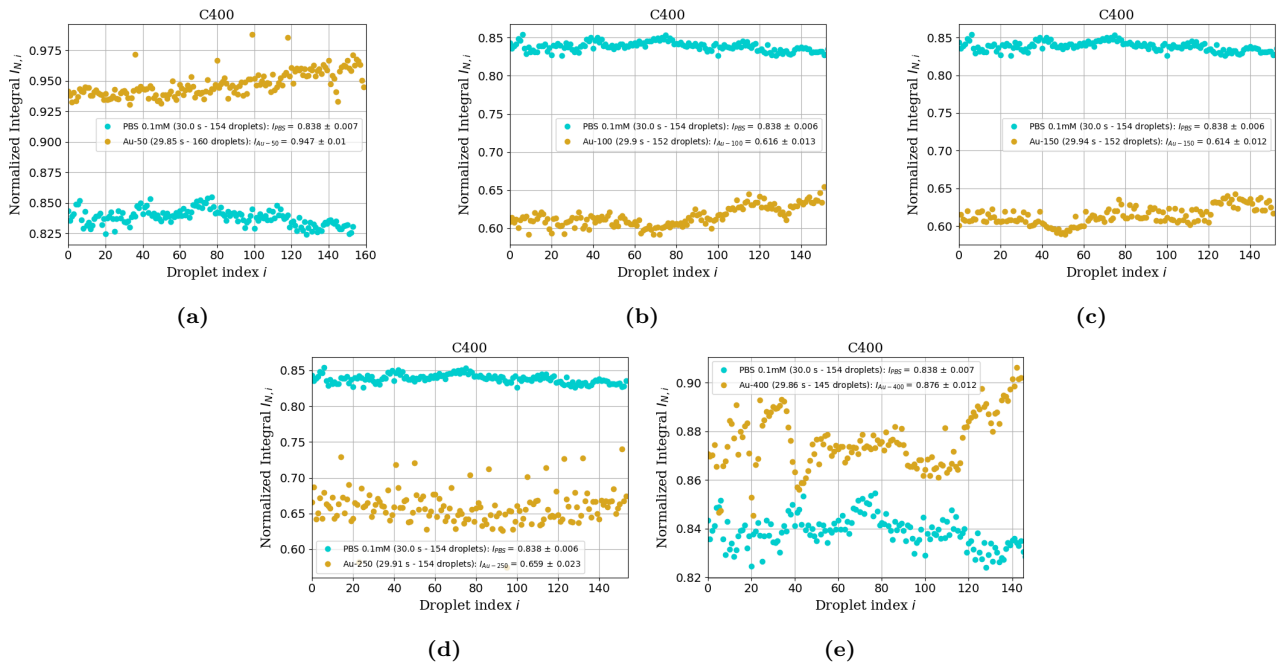 C400
Normalized Integral I_{N,i}
0.975
0.950
0.925
0.900
0.875
0.850
0.825
PBS 0.1mM (30.0 s - 154 droplets): I_{PBS} = 0.838 ± 0.007
Au-50 (29.85 s - 160 droplets): I_{Au-50} = 0.947 ± 0.01
0 20 40 60 80 100 120 140 160
Droplet index i
(a)
C400
Normalized Integral I_{N,i}
0.85
0.80
0.75
0.70
0.65
0.60
PBS 0.1mM (30.0 s - 154 droplets): I_{PBS} = 0.838 ± 0.006
Au-100 (29.9 s - 152 droplets): I_{Au-100} = 0.616 ± 0.013
0 20 40 60 80 100 120 140
Droplet index i
(b)
C400
Normalized Integral I_{N,i}
0.85
0.80
0.75
0.70
0.65
0.60
PBS 0.1mM (30.0 s - 154 droplets): I_{PBS} = 0.838 ± 0.006
Au-150 (29.94 s - 152 droplets): I_{Au-150} = 0.614 ± 0.012
0 20 40 60 80 100 120 140
Droplet index i
(c)
C400
Normalized Integral I_{N,i}
0.85
0.80
0.75
0.70
0.65
0.60
PBS 0.1mM (30.0 s - 154 droplets): I_{PBS} = 0.838 ± 0.006
Au-250 (29.91 s - 154 droplets): I_{Au-250} = 0.659 ± 0.023
0 20 40 60 80 100 120 140
Droplet index i
(d)
C400
Normalized Integral I_{N,i}
PBS 0.1mM (30.0 s - 154 droplets): I_{PBS} = 0.838 ± 0.007
Au-400 (29.86 s - 145 droplets): I_{Au-400} = 0.876 ± 0.012
0.90
0.88
0.86
0.84
0.82
0 20 40 60 80 100 120 140
Droplet index i
(e)